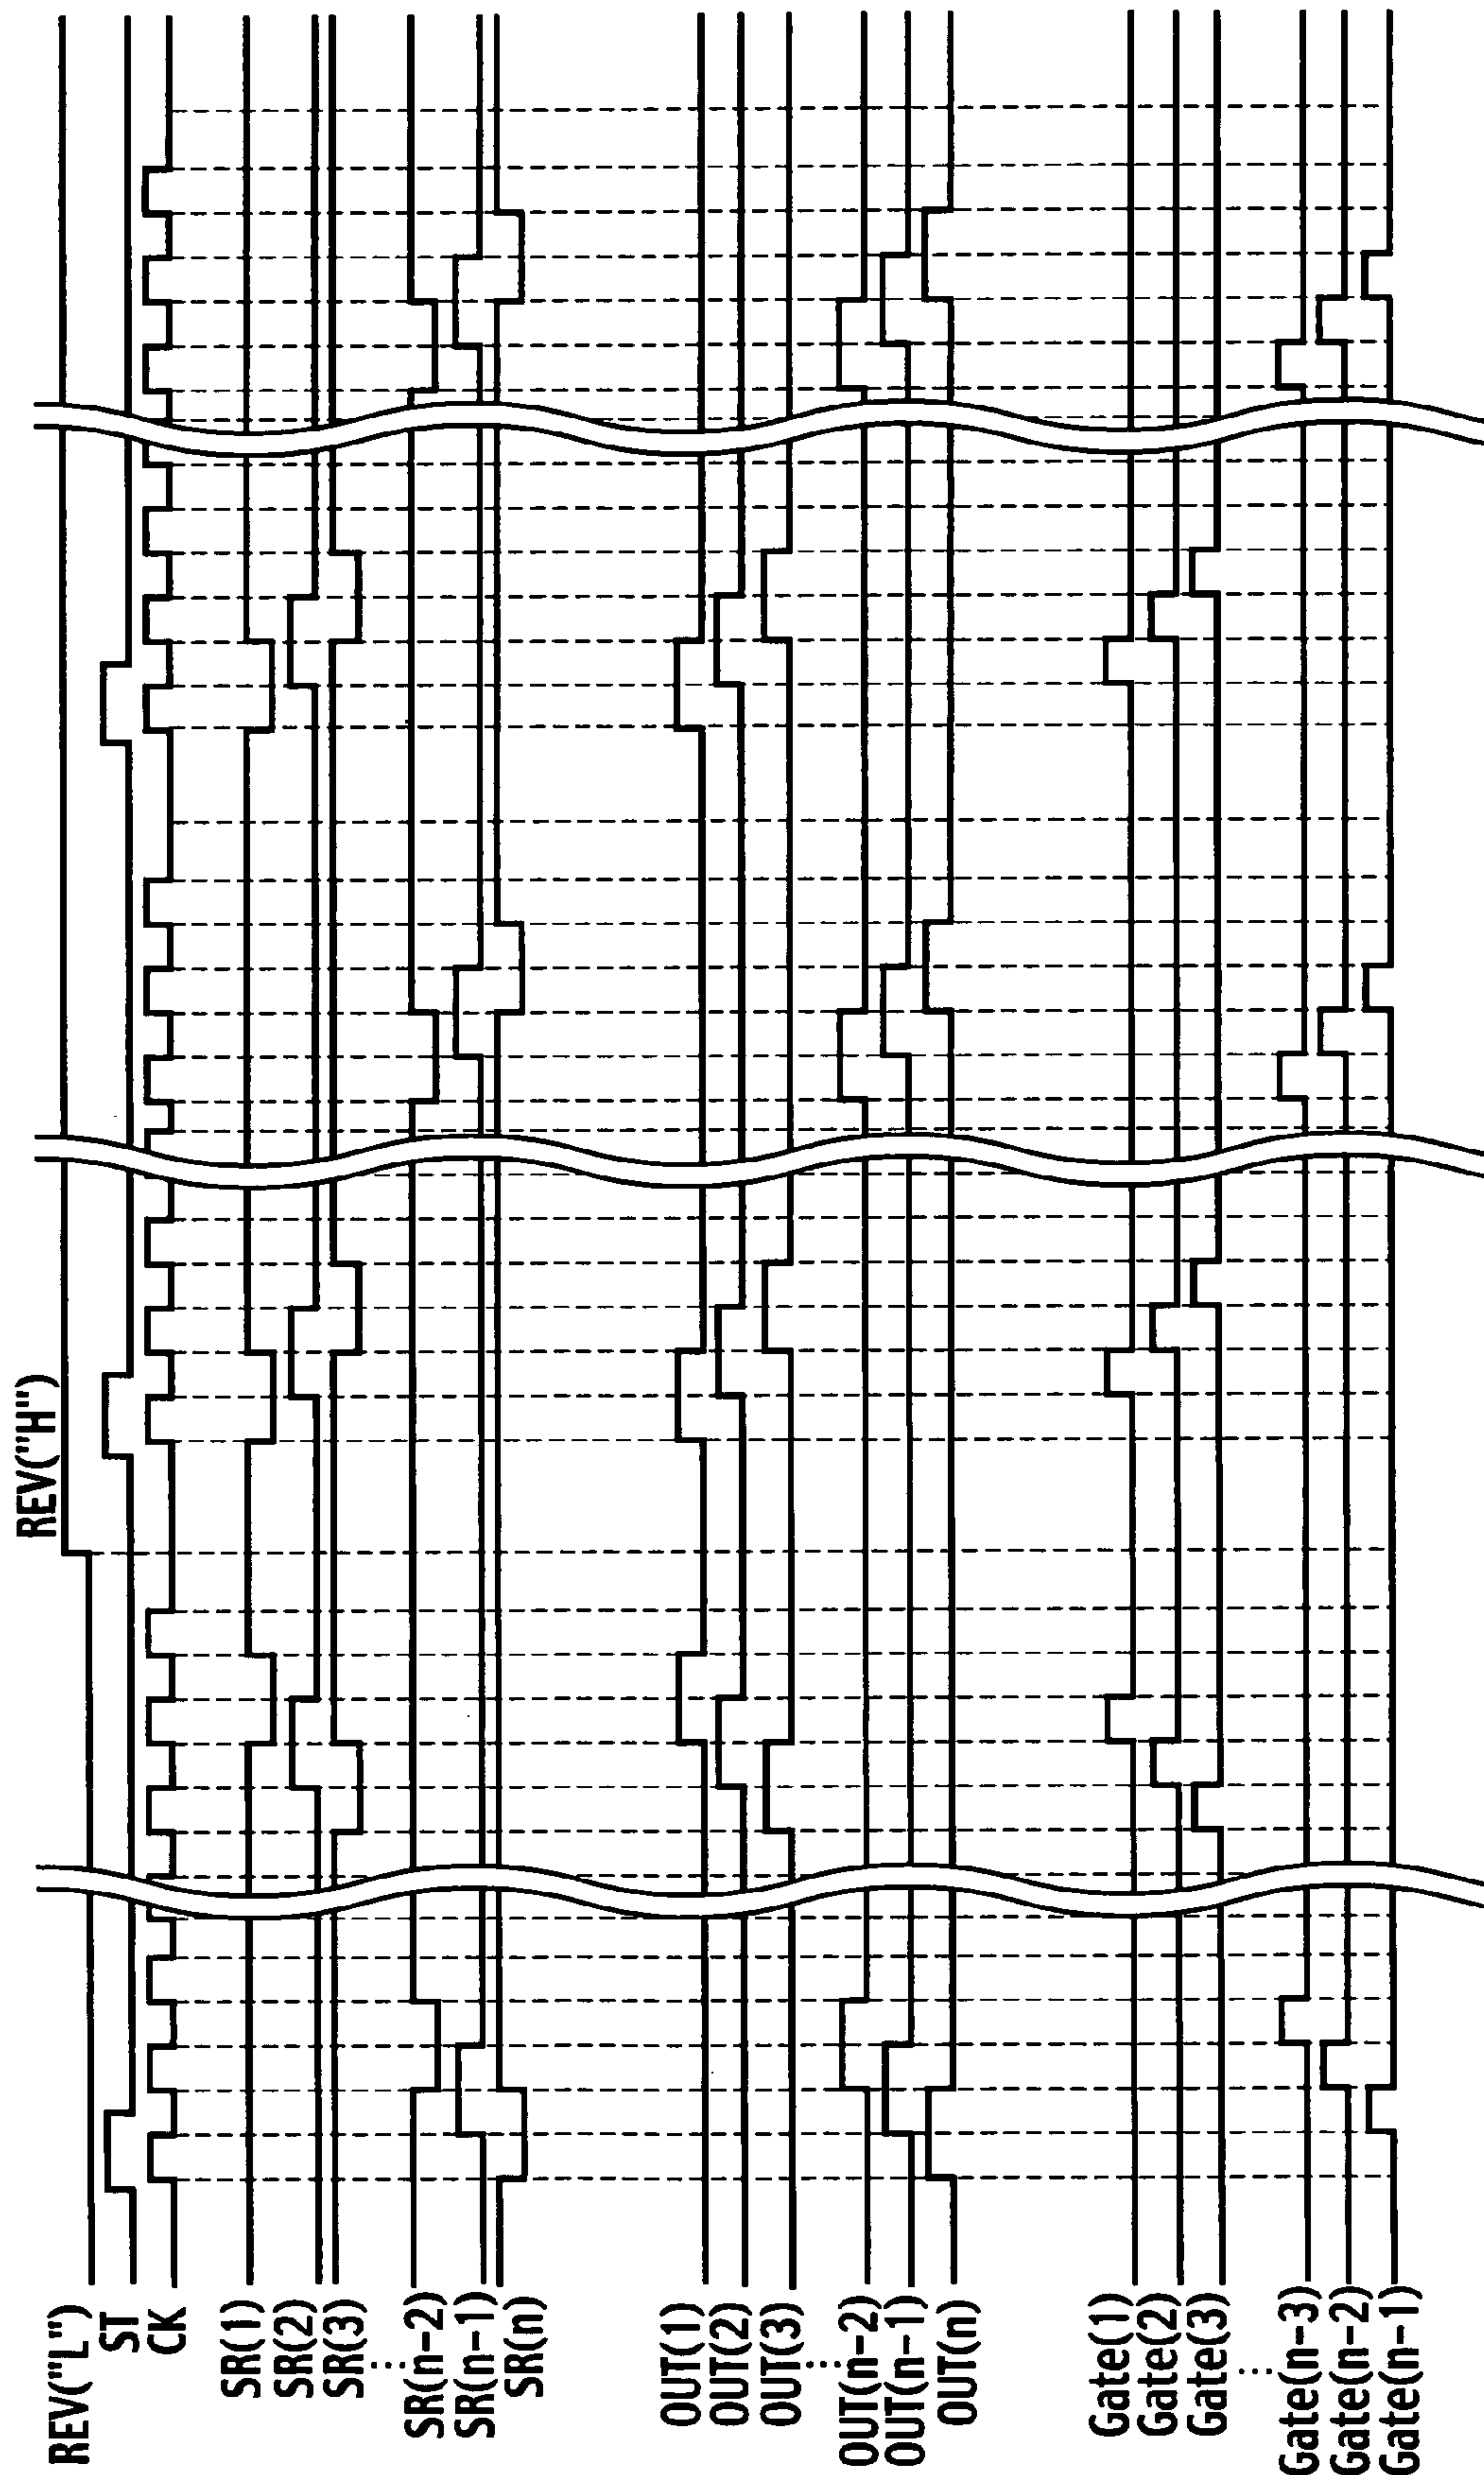 REV("L")
REV("H")
ST
CK
SR(1)
SR(2)
SR(3)
⋮
SR(n-2)
SR(n-1)
SR(n)
OUT(1)
OUT(2)
OUT(3)
⋮
OUT(n-2)
OUT(n-1)
OUT(n)
Gate(1)
Gate(2)
Gate(3)
⋮
Gate(n-3)
Gate(n-2)
Gate(n-1)